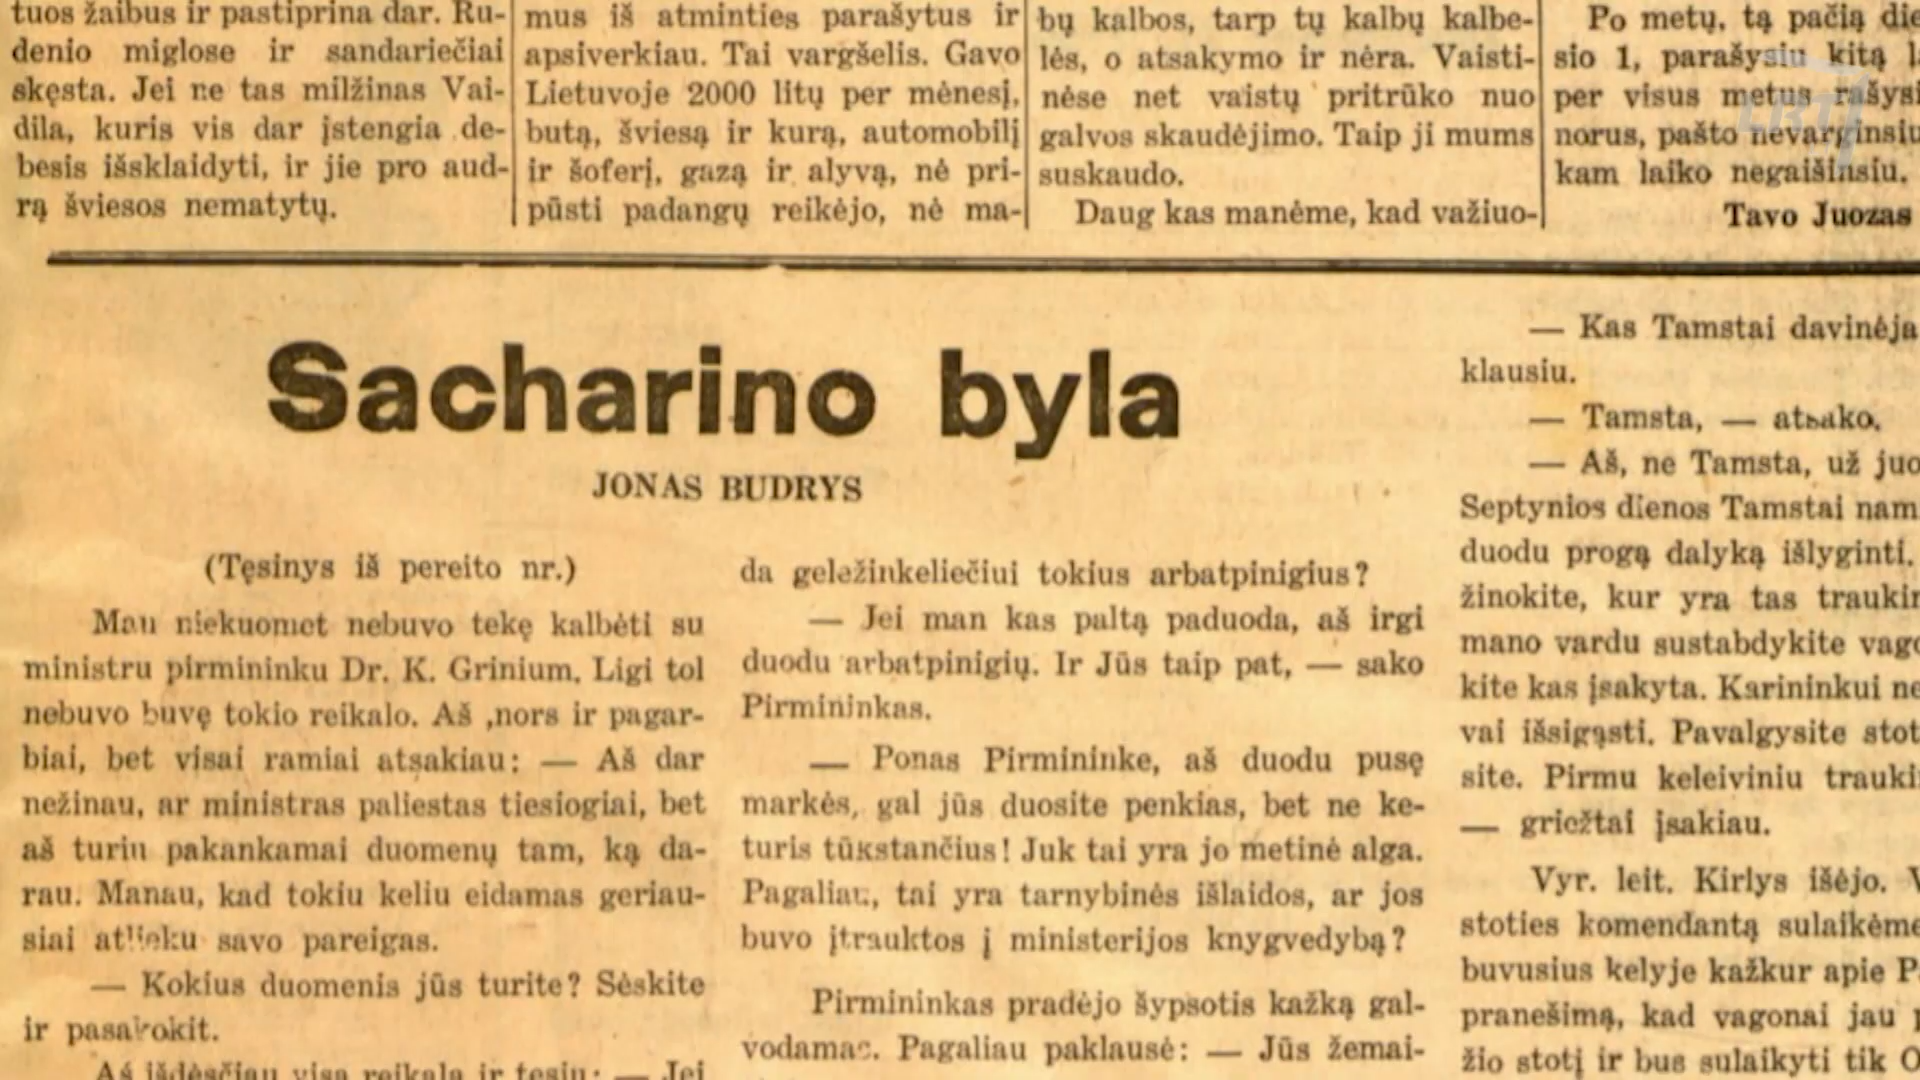 tuos žaibus ir pastiprina dar. Ru-
denio miglose ir sandariečiai
skęsta. Jei ne tas milžinas Vai-
dila, kuris vis dar įstengia de-
besis išsklaidyti, ir jie pro aud-
rą šviesos nematytų.
mus iš atminties parašytus ir
apsiverkiau. Tai vargšelis. Gavo
Lietuvoje 2000 litų per mėnesį,
butą, šviesą ir kurą, automobilį
ir šoferį, gazą ir alyvą, nė pri-
pūsti padangų reikėjo, nė ma-
bų kalbos, tarp tų kalbų kalbe-
lės, o atsakymo ir nėra. Vaisti-
nėse net vaistų pritrūko nuo
galvos skaudėjimo. Taip ji mums
suskaudo.
Daug kas manėme, kad važiuo-
Po metų, tą pačią die
sio 1, parašysiu kitą
per visus metus rašysi
norus, pašto nevarginsiu
kam laiko negaišinsiu.
Tavo Juozas
LRT
Sacharino byla
JONAS BUDRYS
(Tęsinys iš pereito nr.)
Man niekuomet nebuvo tekę kalbėti su
ministru pirmininku Dr. K. Grinium. Ligi tol
nebuvo buvę tokio reikalo. Aš ,nors ir pagar-
biai, bet visai ramiai atsakiau: — Aš dar
nežinau, ar ministras paliestas tiesiogiai, bet
aš turiu pakankamai duomenų tam, ką da-
rau. Manau, kad tokiu keliu eidamas geriau-
siai atlieku savo pareigas.
— Kokius duomenis jūs turite? Sėskite
ir pasakokit.
Aš išdėsčiau visą reikalą ir tęsiu: — Jei
da geležinkeliečiui tokius arbatpinigius?
— Jei man kas paltą paduoda, aš irgi
duodu arbatpinigių. Ir Jūs taip pat, — sako
Pirmininkas.
— Ponas Pirmininke, aš duodu pusę
markės, gal jūs duosite penkias, bet ne ke-
turis tūkstančius! Juk tai yra jo metinė alga.
Pagaliau, tai yra tarnybinės išlaidos, ar jos
buvo įtrauktos į ministerijos knygvedybą?
Pirmininkas pradėjo šypsotis kažką gal-
vodamas. Pagaliau paklausė: — Jūs žemai-
— Kas Tamstai davinėja
klausiu.
— Tamsta, — atsako.
— Aš, ne Tamsta, už juo
Septynios dienos Tamstai nam
duodu progą dalyką išlyginti.
žinokite, kur yra tas traukin
mano vardu sustabdykite vago
kite kas įsakyta. Karininkui ne
vai išsigąsti. Pavalgysite stot
site. Pirmu keleiviniu trauki
— griežtai įsakiau.
Vyr. leit. Kirlys išėjo. V
stoties komendantą sulaikėme
buvusius kelyje kažkur apie P
pranešimą, kad vagonai jau p
žio stotį ir bus sulaikyti tik